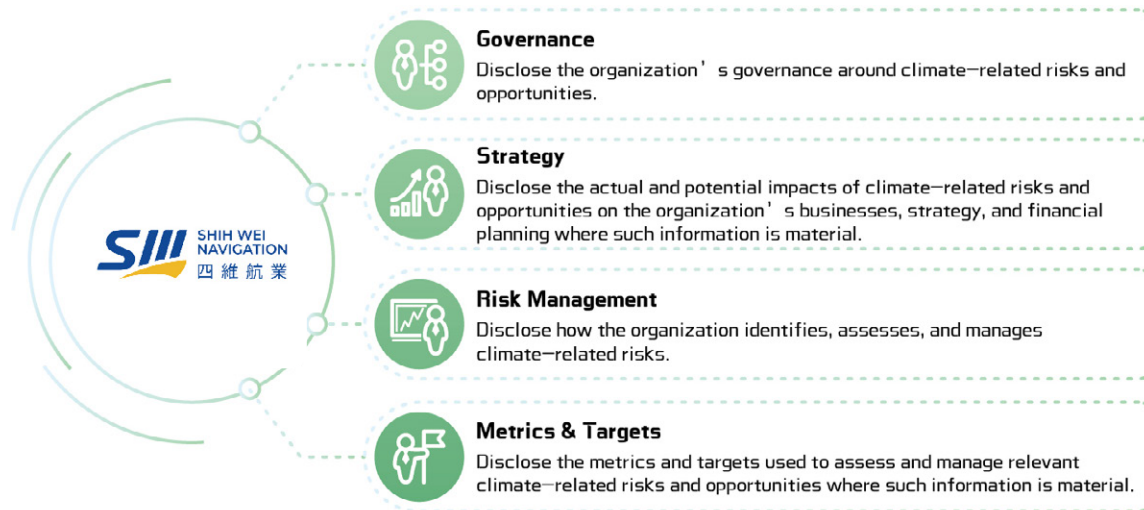 SHIH WEI
NAVIGATION
四維航業
Governance
Disclose the organization’s governance around climate-related risks and
opportunities.
Strategy
Disclose the actual and potential impacts of climate-related risks and
opportunities on the organization’s businesses, strategy, and financial
planning where such information is material.
Risk Management
Disclose how the organization identifies, assesses, and manages
climate-related risks.
Metrics & Targets
Disclose the metrics and targets used to assess and manage relevant
climate-related risks and opportunities where such information is material.